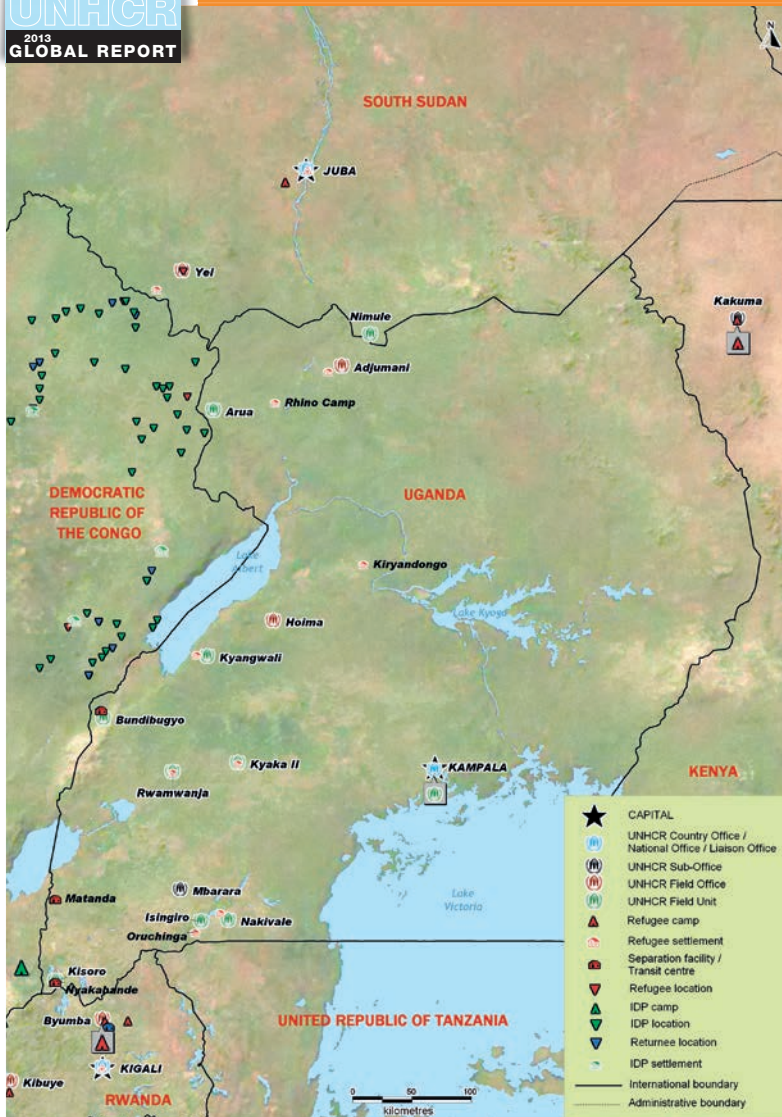 UNHCR
2013
GLOBAL REPORT
N
SOUTH SUDAN
JUBA
Yei
Nimule
Kakuma
Adjumani
Rhino Camp
Arua
DEMOCRATIC
REPUBLIC OF
THE CONGO
UGANDA
Lake
Albert
Kiryandongo
Lake Kyoga
Hoima
Kyangwali
Bundibugyo
Kyaka II
KAMPALA
KENYA
Rwamwanja
Mbarara
Matanda
Isingiro
Nakivale
Oruchinga
Lake
Victoria
Kisoro
Nyakabande
Byumba
UNITED REPUBLIC OF TANZANIA
KIGALI
Kibuye
RWANDA
0 50 100
kilometres
CAPITAL
UNHCR Country Office /
National Office / Liaison Office
UNHCR Sub-Office
UNHCR Field Office
UNHCR Field Unit
Refugee camp
Refugee settlement
Separation facility /
Transit centre
Refugee location
IDP camp
IDP location
Returnee location
IDP settlement
International boundary
Administrative boundary